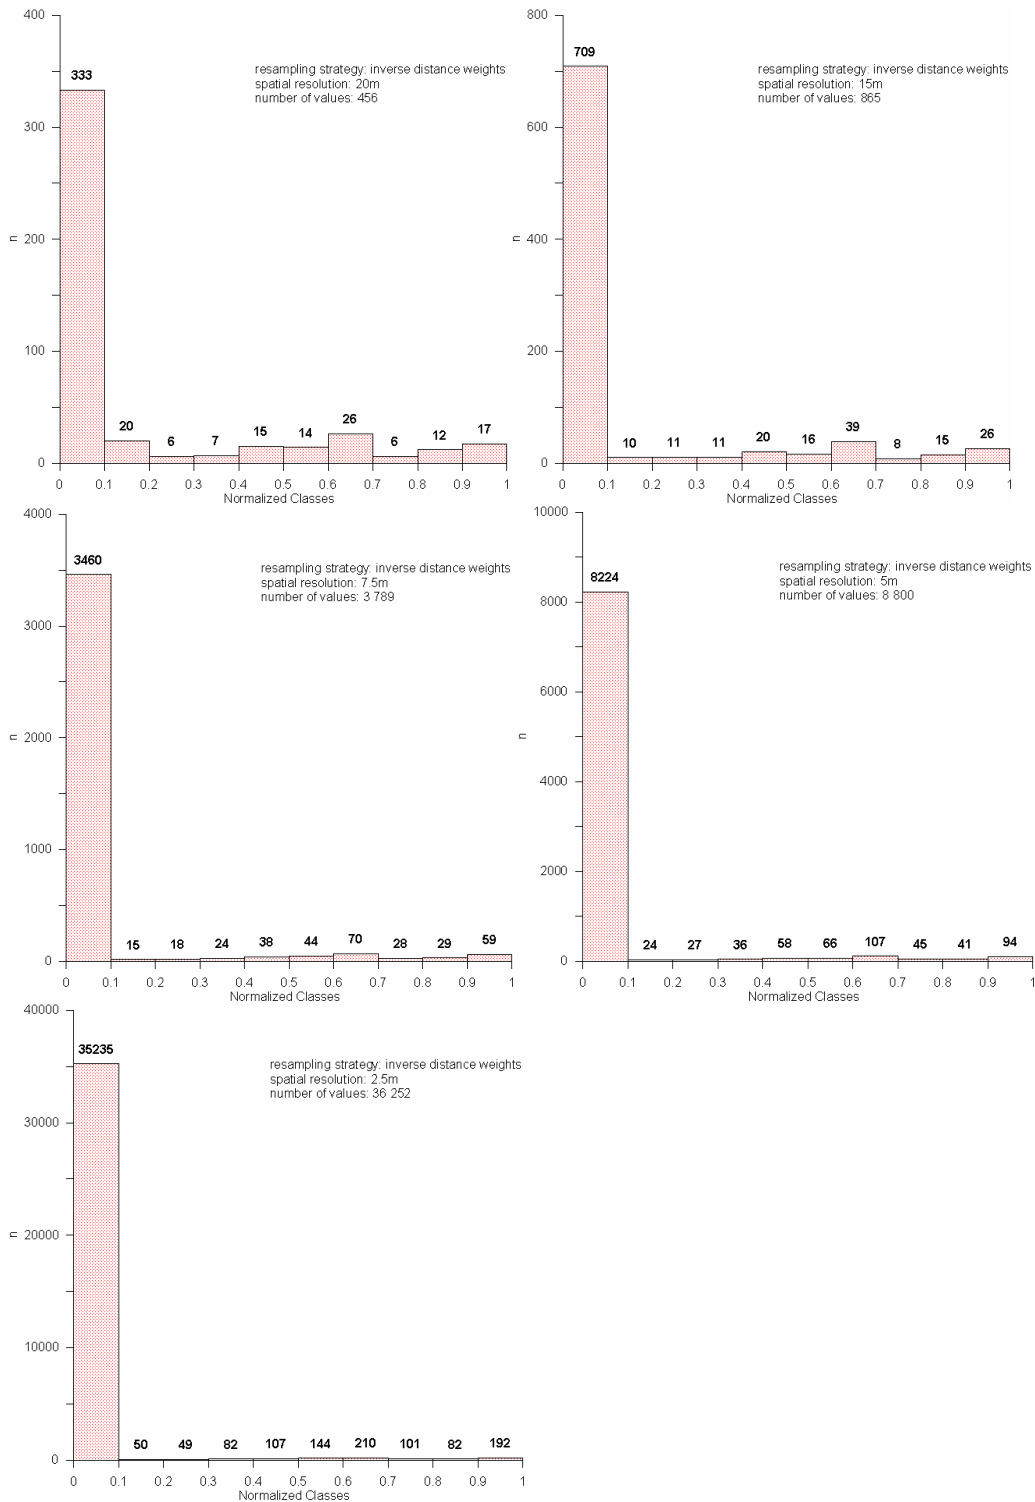 400
333
resampling strategy: inverse distance weights
spatial resolution: 20m
number of values: 456
300
n
200
100
20
6
7
15
14
26
6
12
17
0
0 0.1 0.2 0.3 0.4 0.5 0.6 0.7 0.8 0.9 1
Normalized Classes
800
709
resampling strategy: inverse distance weights
spatial resolution: 15m
number of values: 865
600
n
400
200
10
11
11
20
16
39
8
15
26
0
0 0.1 0.2 0.3 0.4 0.5 0.6 0.7 0.8 0.9 1
Normalized Classes
4000
3460
resampling strategy: inverse distance weights
spatial resolution: 7.5m
number of values: 3 789
3000
n
2000
1000
15
18
24
38
44
70
28
29
59
0
0 0.1 0.2 0.3 0.4 0.5 0.6 0.7 0.8 0.9 1
Normalized Classes
10000
8224
resampling strategy: inverse distance weights
spatial resolution: 5m
number of values: 8 800
8000
6000
n
4000
2000
24
27
36
58
66
107
45
41
94
0
0 0.1 0.2 0.3 0.4 0.5 0.6 0.7 0.8 0.9 1
Normalized Classes
40000
35235
resampling strategy: inverse distance weights
spatial resolution: 2.5m
number of values: 36 252
30000
n
20000
10000
50
49
82
107
144
210
101
82
192
0
0 0.1 0.2 0.3 0.4 0.5 0.6 0.7 0.8 0.9 1
Normalized Classes